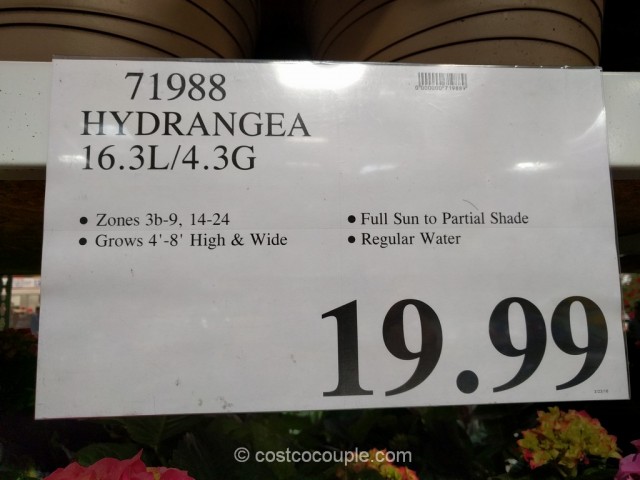 71988
HYDRANGEA
16.3L/4.3G
• Zones 3b-9, 14-24
• Grows 4'-8' High & Wide
• Full Sun to Partial Shade
• Regular Water
19.99
© costcocouple.com